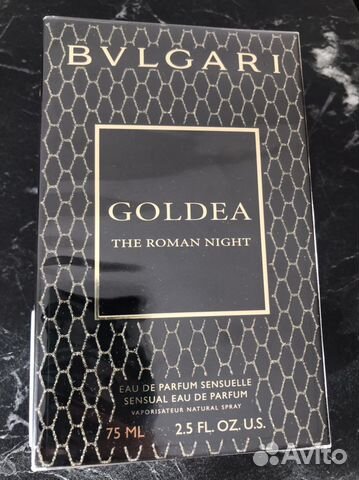 BVLGARI
GOLDEA
THE ROMAN NIGHT
EAU DE PARFUM SENSUELLE
SENSUAL EAU DE PARFUM
VAPORISATEUR NATURAL SPRAY
75 ML 2.5 FL. OZ. U.S.
Avito